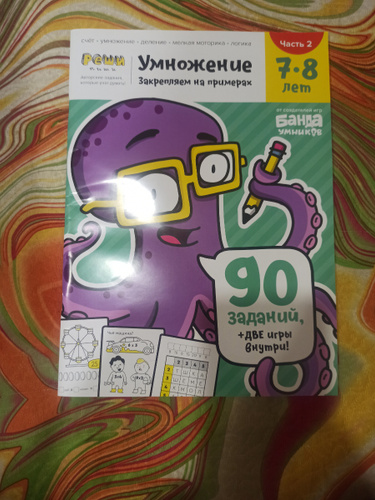 счёт - умножение - деление - мелкая моторика - логика
Часть 2
РЕШИ
Умножение
Закрепляем на примерах
7-8
лет
БАНДА
УМНИКОВ
90
заданий,
+ДВЕ игры
внутри!